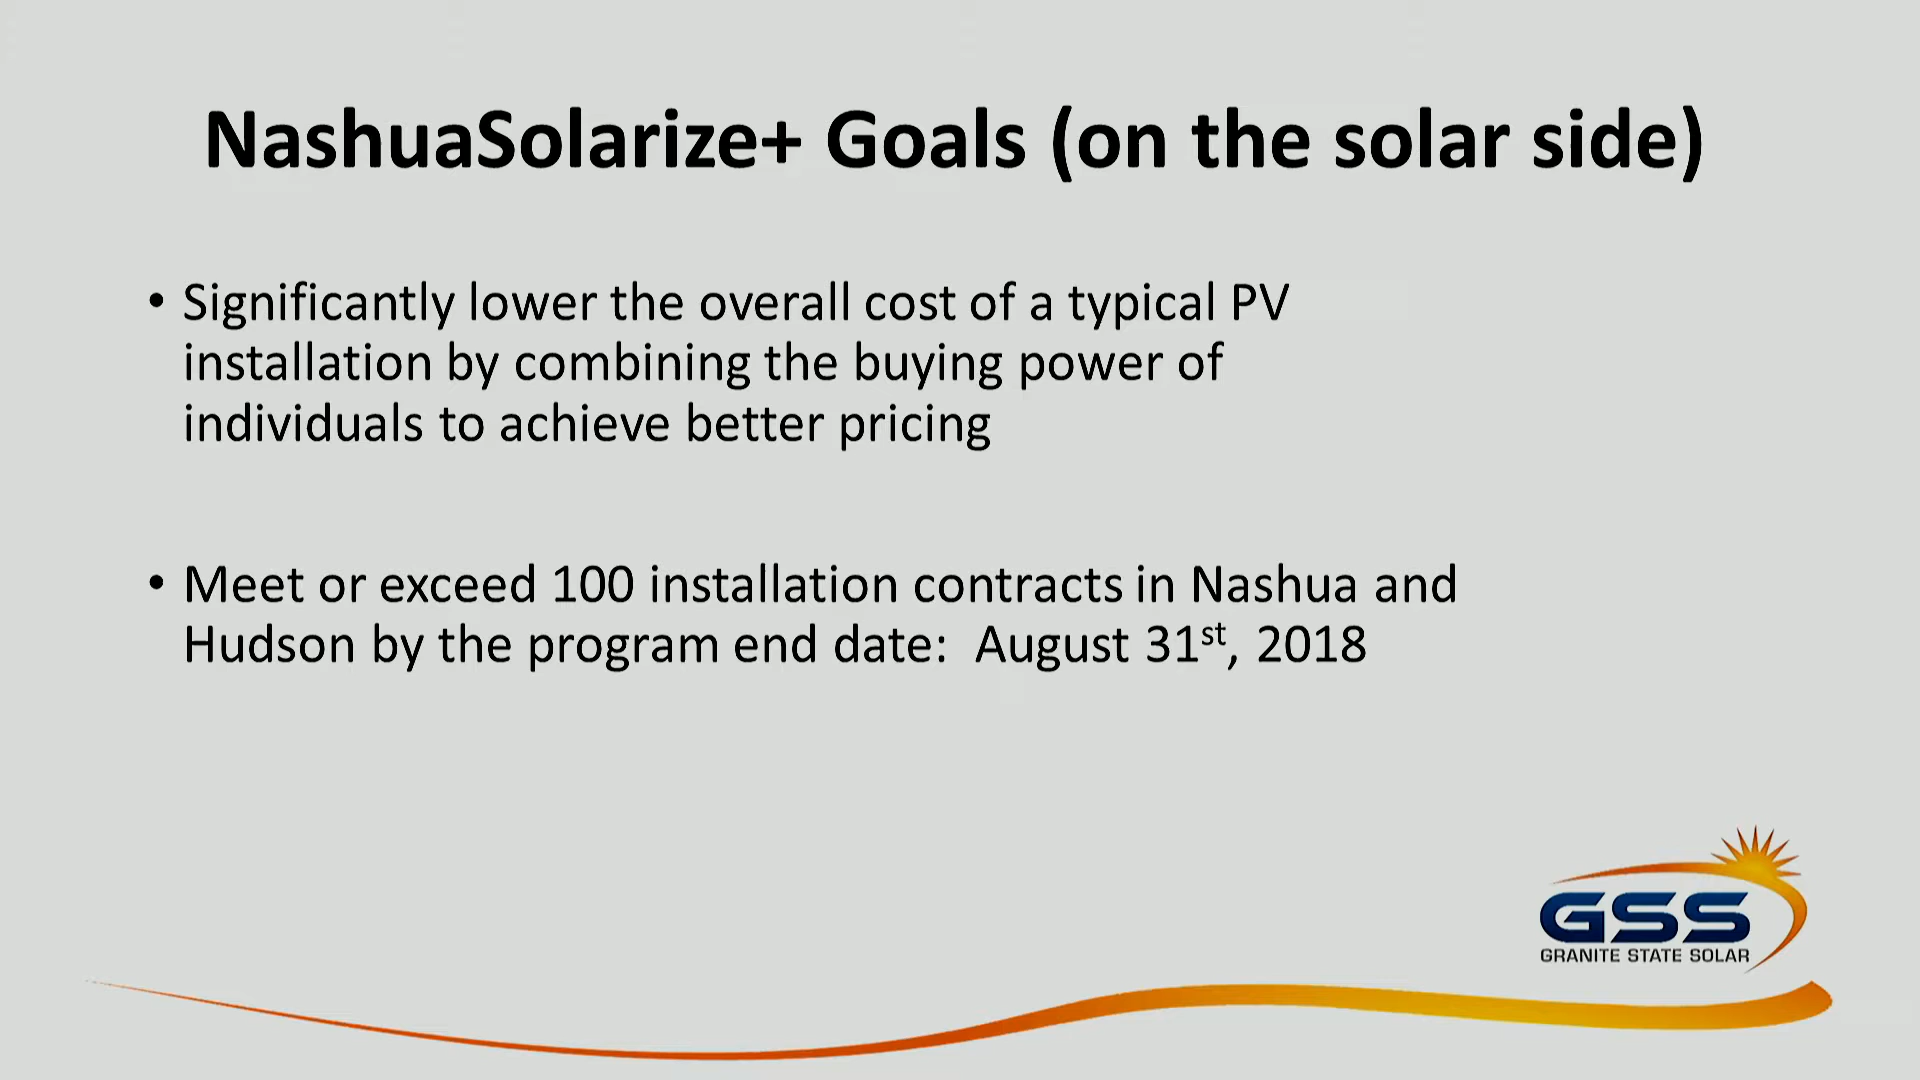 NashuaSolarize+ Goals (on the solar side)
• Significantly lower the overall cost of a typical PV
installation by combining the buying power of
individuals to achieve better pricing
• Meet or exceed 100 installation contracts in Nashua and
Hudson by the program end date:  August 31st, 2018
GSS
GRANITE STATE SOLAR